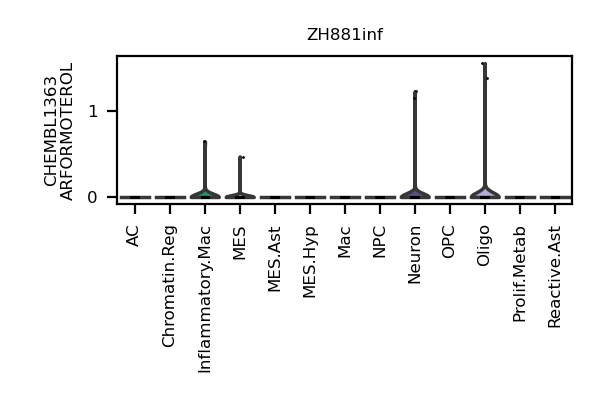 ZH881inf
CHEMBL1363
ARFORMOTEROL
1
0
AC
Chromatin.Reg
Inflammatory.Mac
MES
MES.Ast
MES.Hyp
Mac
NPC
Neuron
OPC
Oligo
Prolif.Metab
Reactive.Ast